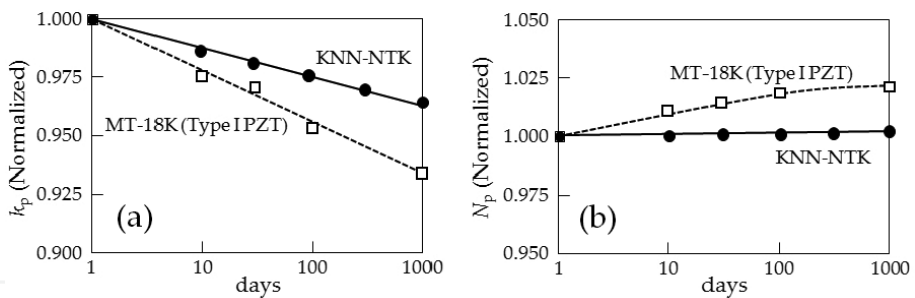 1.000
0.975
0.950
0.925
0.900
kp (Normalized)
KNN-NTK
MT-18K (Type I PZT)
(a)
1 10 100 1000
days
1.050
1.025
1.000
0.975
0.950
Np (Normalized)
MT-18K (Type I PZT)
KNN-NTK
(b)
1 10 100 1000
days